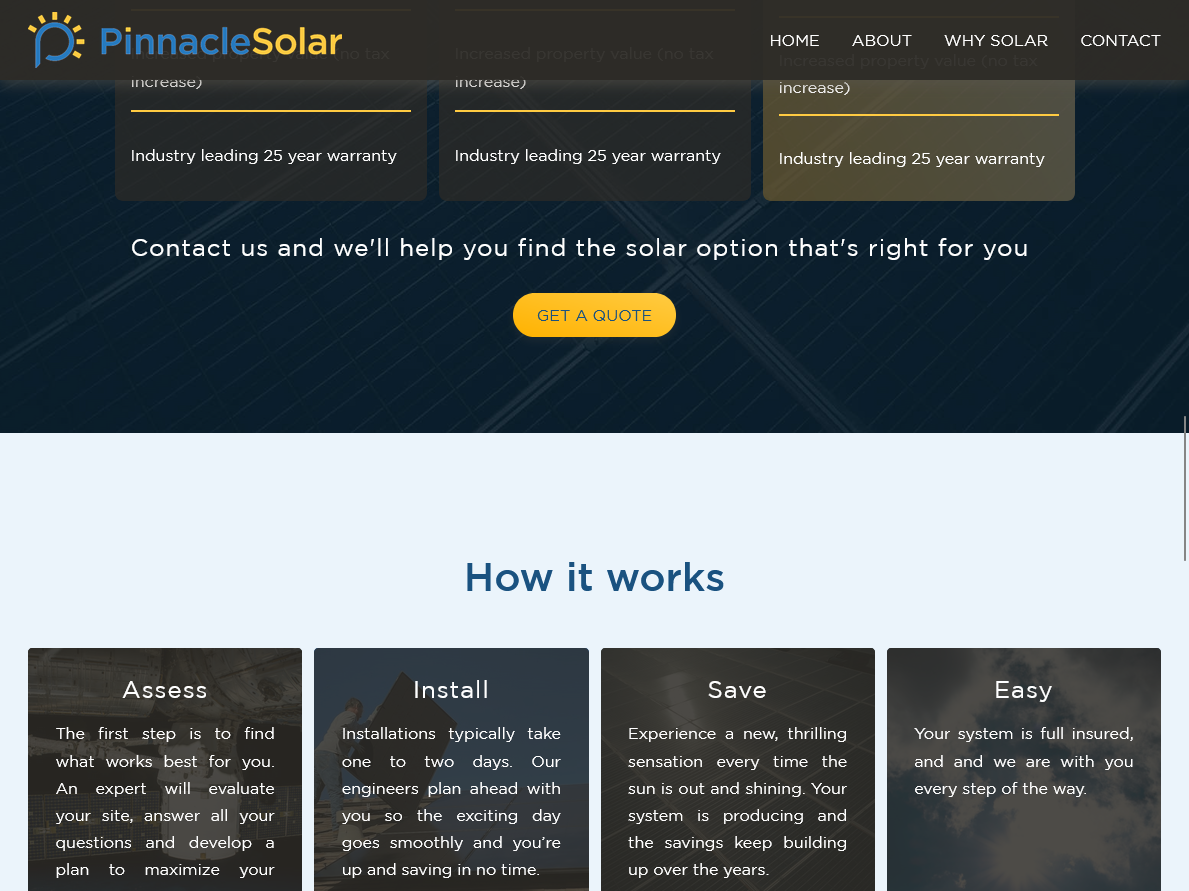 PinnacleSolar
HOME ABOUT WHY SOLAR CONTACT
Increased property value (no tax
increase)
Industry leading 25 year warranty
Increased property value (no tax
increase)
Industry leading 25 year warranty
Increased property value (no tax
increase)
Industry leading 25 year warranty
Contact us and we'll help you find the solar option that's right for you
GET A QUOTE
How it works
Assess
The first step is to find
what works best for you.
An expert will evaluate
your site, answer all your
questions and develop a
plan to maximize your
Install
Installations typically take
one to two days. Our
engineers plan ahead with
you so the exciting day
goes smoothly and you’re
up and saving in no time.
Save
Experience a new, thrilling
sensation every time the
sun is out and shining. Your
system is producing and
the savings keep building
up over the years.
Easy
Your system is full insured,
and and we are with you
every step of the way.